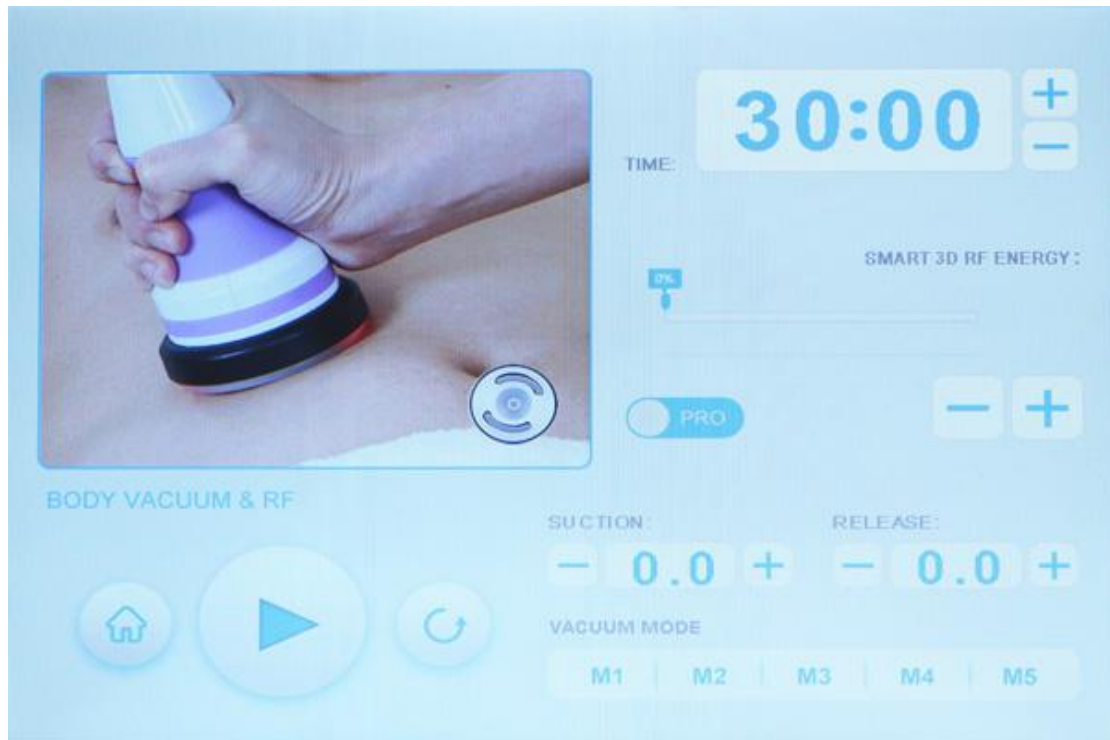 30:00
TIME:
SMART 3D RF ENERGY:
0%
PRO
BODY VACUUM & RF
SUCTION:
RELEASE:
0.0
0.0
VACUUM MODE
M1 M2 M3 M4 M5